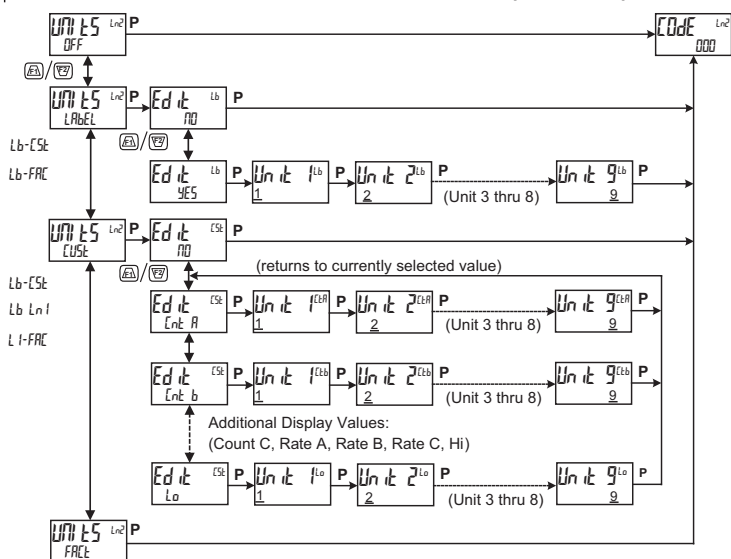 UNItS Ln2 P
OFF
COdE Ln2
000
F1/F2
UNItS Ln2 P Edit Lb P
LAbEL NO
Lb-CSt
F1/F2
Lb-FAC
Edit Lb P Unit 1 Lb P Unit 2 Lb P Unit 9 Lb P
YES 1 2 (Unit 3 thru 8) 9
UNItS Ln2 P Edit CSt P
CUSt NO
F1/F2
(returns to currently selected value)
Lb-CSt
Lb Ln1
L1-FAC
Edit CSt P Unit 1 CtA P Unit 2 CtA P Unit 9 CtA P
Cnt A 1 2 (Unit 3 thru 8) 9
Edit CSt P Unit 1 Ctb P Unit 2 Ctb P Unit 9 Ctb P
Cnt b 1 2 (Unit 3 thru 8) 9
Additional Display Values:
(Count C, Rate A, Rate B, Rate C, Hi)
Edit CSt P Unit 1 Lo P Unit 2 Lo P Unit 9 Lo P
Lo 1 2 (Unit 3 thru 8) 9
UNItS Ln2 P
FACt